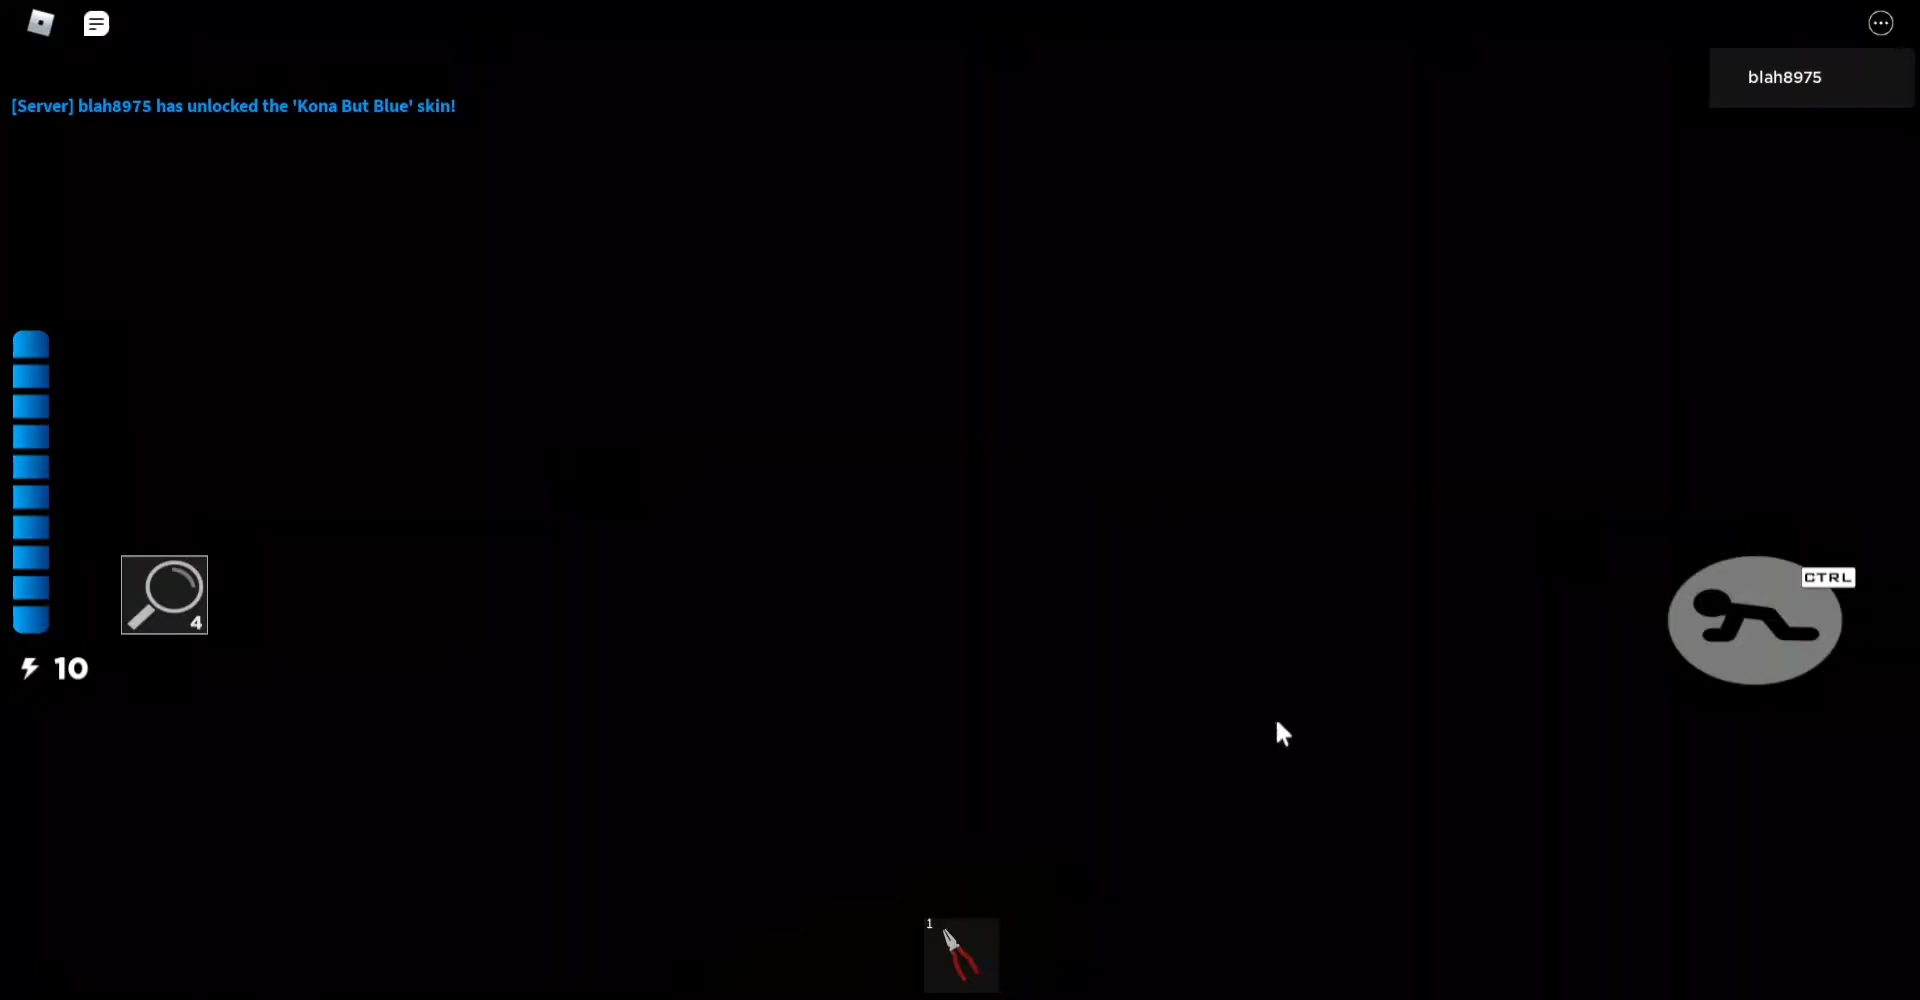 blah8975
[Server] blah8975 has unlocked the 'Kona But Blue' skin!
4
CTRL
10
1